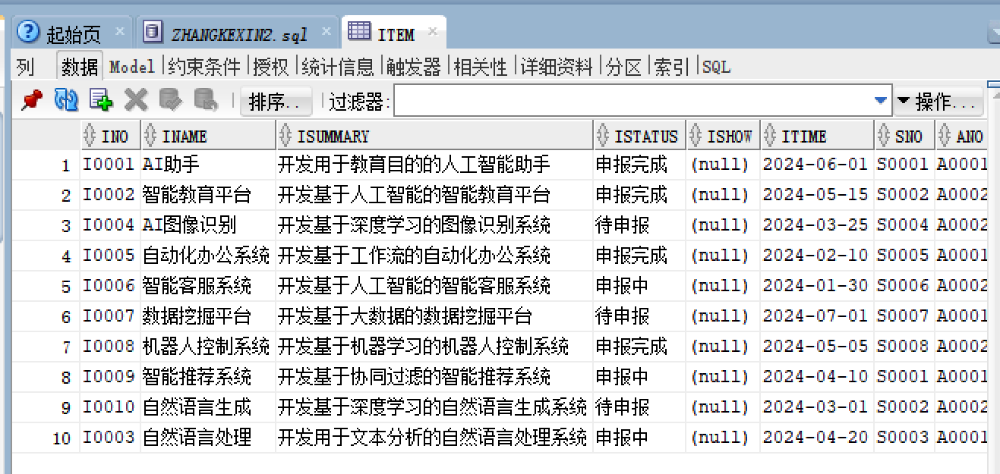 起始页 ZHANGKEXIN2.sql ITEM
列 数据 Model 约束条件 授权 统计信息 触发器 相关性 详细资料 分区 索引 SQL
排序.. 过滤器: 操作...
INO INAME ISUMMARY ISTATUS ISHOW ITIME SNO ANO
1 I0001 AI助手 开发用于教育目的的人工智能助手 申报完成 (null) 2024-06-01 S0001 A0001
2 I0002 智能教育平台 开发基于人工智能的智能教育平台 申报完成 (null) 2024-05-15 S0002 A0002
3 I0004 AI图像识别 开发基于深度学习的图像识别系统 待申报 (null) 2024-03-25 S0004 A0002
4 I0005 自动化办公系统 开发基于工作流的自动化办公系统 申报完成 (null) 2024-02-10 S0005 A0001
5 I0006 智能客服系统 开发基于人工智能的智能客服系统 申报中 (null) 2024-01-30 S0006 A0002
6 I0007 数据挖掘平台 开发基于大数据的数据挖掘平台 待申报 (null) 2024-07-01 S0007 A0001
7 I0008 机器人控制系统 开发基于机器学习的机器人控制系统 申报完成 (null) 2024-05-05 S0008 A0002
8 I0009 智能推荐系统 开发基于协同过滤的智能推荐系统 申报中 (null) 2024-04-10 S0001 A0001
9 I0010 自然语言生成 开发基于深度学习的自然语言生成系统 待申报 (null) 2024-03-01 S0002 A0002
10 I0003 自然语言处理 开发用于文本分析的自然语言处理系统 申报中 (null) 2024-04-20 S0003 A0001